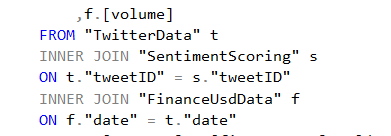 ,f.[volume]
FROM "TwitterData" t
INNER JOIN "SentimentScoring" s
ON t."tweetID" = s."tweetID"
INNER JOIN "FinanceUsdData" f
ON f."date" = t."date"